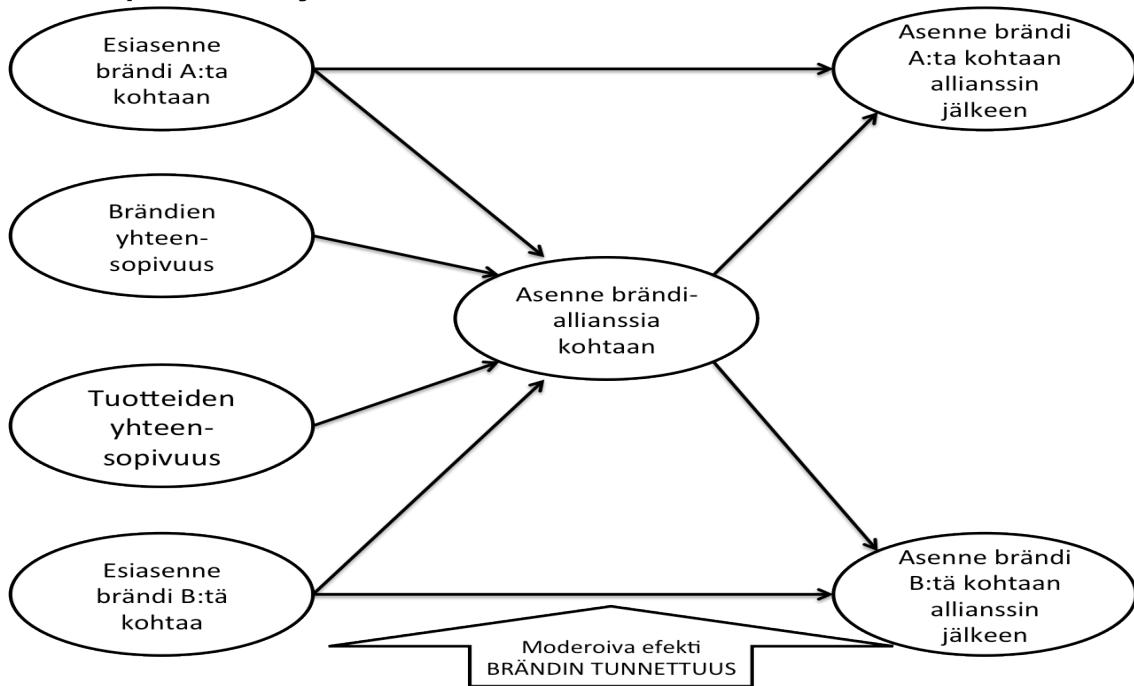 Esiasenne
brändi A:ta
kohtaan
Asenne brändi
A:ta kohtaan
allianssin
jälkeen
Brändien
yhteen-
sopivuus
Asenne brändi-
allianssia
kohtaan
Tuotteiden
yhteen-
sopivuus
Esiasenne
brändi B:tä
kohtaa
Asenne brändi
B:tä kohtaan
allianssin
jälkeen
Moderoiva efekti
BRÄNDIN TUNNETTUUS